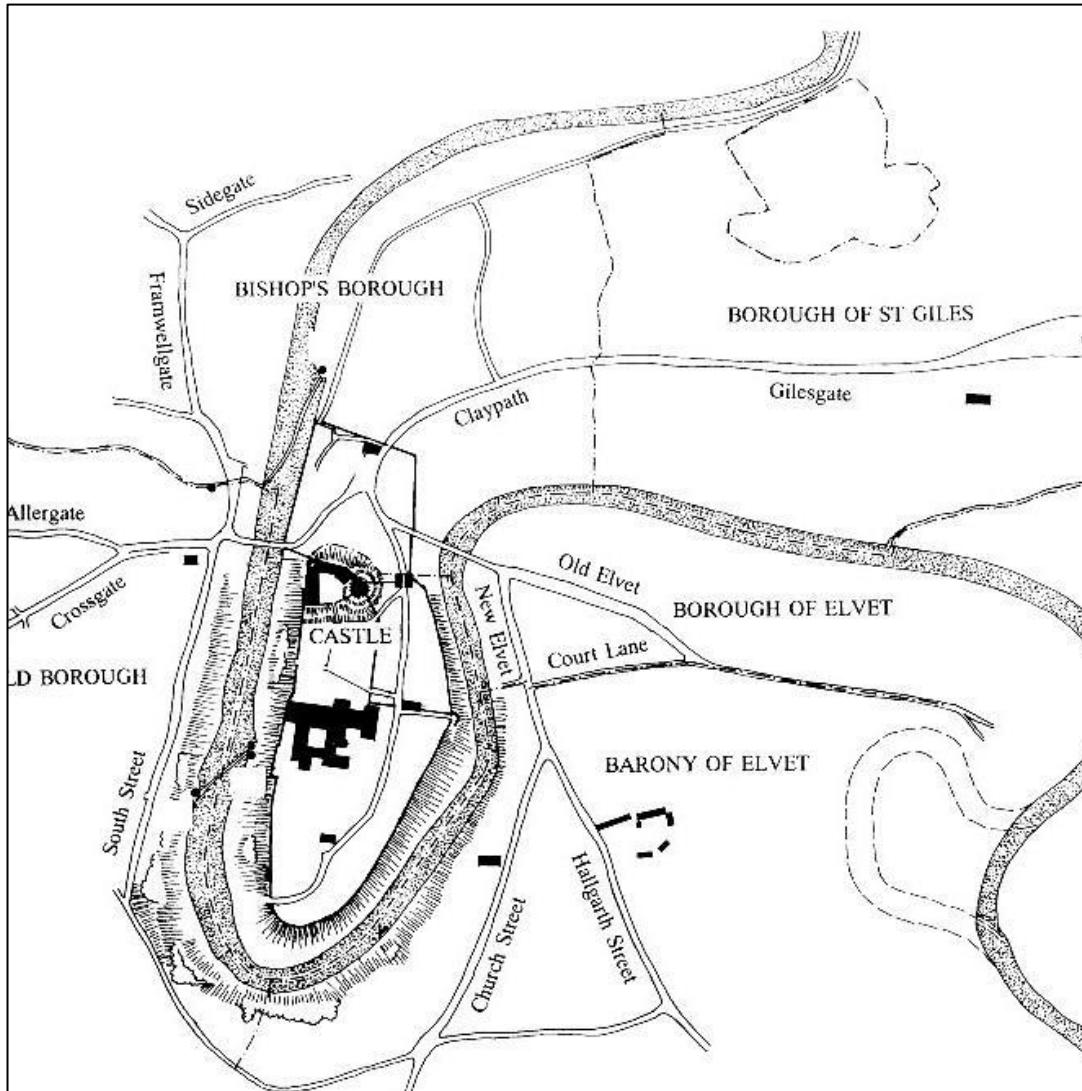 Sidegate
Framwellgate
BISHOP'S BOROUGH
BOROUGH OF ST GILES
Claypath
Gilesgate
Allergate
Crossgate
Old Elvet
New Elvet
BOROUGH OF ELVET
CASTLE
Court Lane
LD BOROUGH
BARONY OF ELVET
South Street
Church Street
Hallgarth Street